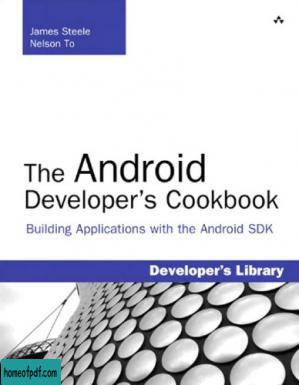 James Steele
Nelson To
The Android
Developer's Cookbook
Building Applications with the Android SDK
Developer's Library
homeofpdf.com